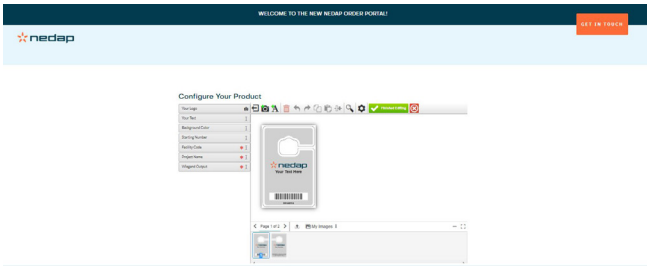 WELCOME TO THE NEW NEDAP ORDER PORTAL!
GET IN TOUCH
nedap
Configure Your Product
Your Logo
Your Text
Background Color
Starting Number
Facility Code
Project Name
Wiegand Output
Finished Editing
nedap
Your Text Here
Page 1 of 2
My Images